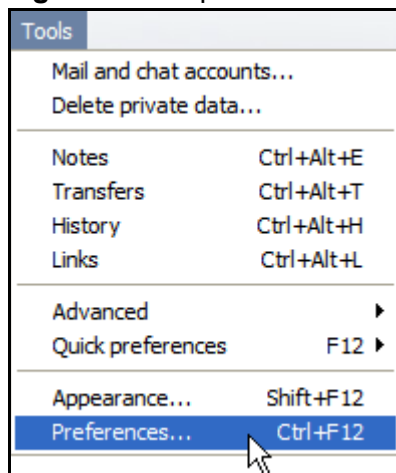 Tools
Mail and chat accounts...
Delete private data...
Notes Ctrl+Alt+E
Transfers Ctrl+Alt+T
History Ctrl+Alt+H
Links Ctrl+Alt+L
Advanced
Quick preferences F12
Appearance... Shift+F12
Preferences... Ctrl+F12